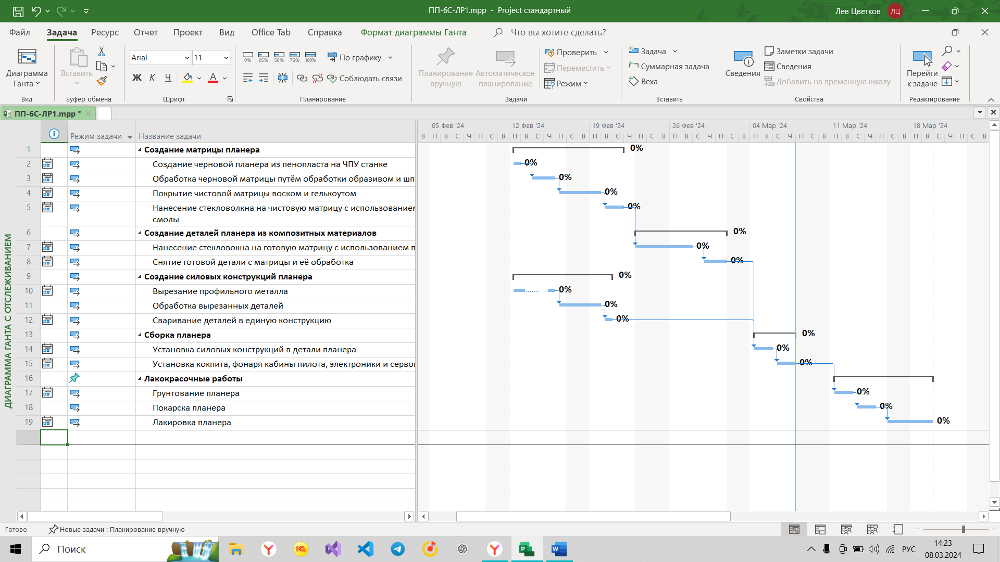 ПП-6С-ЛР1.mpp - Project стандартный
Лев Цветков
ЛЦ
Файл
Задача
Ресурс
Отчет
Проект
Вид
Office Tab
Справка
Формат диаграммы Ганта
Что вы хотите сделать?
Диаграмма Ганта
Вид
Вставить
Буфер обмена
Arial
11
Ж К Ч
Шрифт
0% 25% 50% 75% 100%
По графику
Соблюдать связи
Планирование
Планирование вручную
Автоматическое планирование
Проверить
Переместить
Режим
Задачи
Задача
Суммарная задача
Веха
Вставить
Сведения
Заметки задачи
Сведения
Добавить на временную шкалу
Свойства
Перейти к задаче
Редактирование
ПП-6С-ЛР1.mpp *
ДИАГРАММА ГАНТА С ОТСЛЕЖИВАНИЕМ
Режим задачи
Название задачи
05 Фев '24
12 Фев '24
19 Фев '24
26 Фев '24
04 Мар '24
11 Мар '24
18 Мар '24
В П В С Ч П С В П В С Ч П С В П В С Ч П С В П В С Ч П С В П В С Ч П С В П В С Ч П С В П В С Ч П С В
1 Создание матрицы планера 0%
2 Создание черновой планера из пенопласта на ЧПУ станке 0%
3 Обработка черновой матрицы путём обработки образивом и шп 0%
4 Покрытие чистовой матрицы воском и гелькоутом 0%
5 Нанесение стекловолкна на чистовую матрицу с использованием 0%
смолы
6 Создание деталей планера из композитных материалов 0%
7 Нанесение стекловокна на готовую матрицу с использованием п 0%
8 Снятие готовой детали с матрицы и её обработка 0%
9 Создание силовых конструкций планера 0%
10 Вырезание профильного металла 0%
11 Обработка вырезанных деталей 0%
12 Сваривание деталей в единую конструкцию 0%
13 Сборка планера 0%
14 Установка силовых конструкций в детали планера 0%
15 Установка кокпита, фонаря кабины пилота, электроники и серво 0%
16 Лакокрасочные работы
17 Грунтование планера 0%
18 Покарска планера 0%
19 Лакировка планера 0%
Готово
Новые задачи : Планирование вручную
Поиск
РУС
14:23
08.03.2024